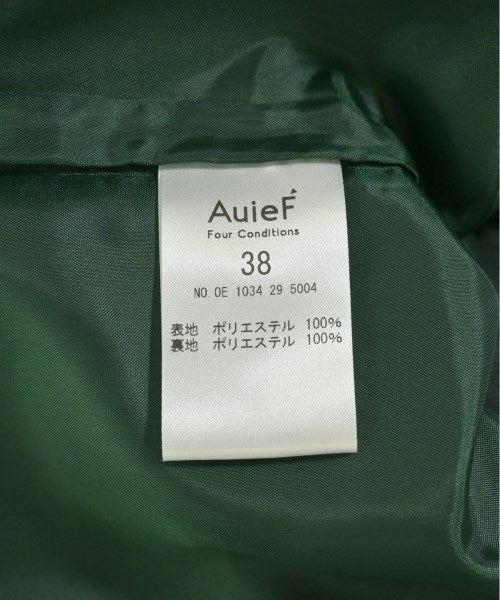 AuieF
Four Conditions
38
NO. 0E 1034 29 5004
表地 ポリエステル 100%
裏地 ポリエステル 100%